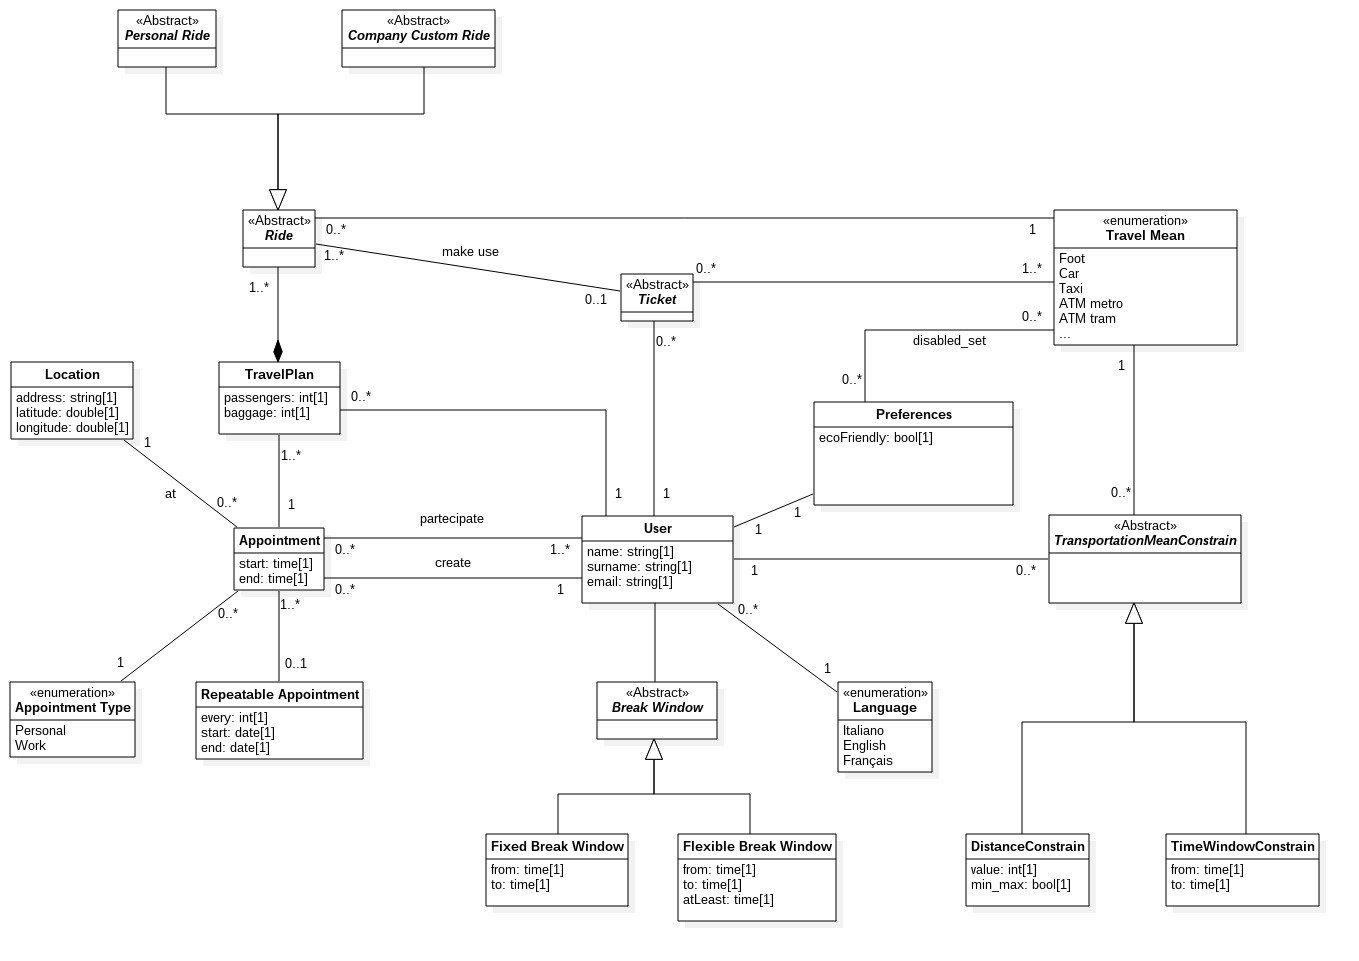 «Abstract»
Personal Ride
«Abstract»
Company Custom Ride
«Abstract»
Ride
0..*
1
1..*
make use
0..1
«enumeration»
Travel Mean
Foot
Car
Taxi
ATM metro
ATM tram
...
«Abstract»
Ticket
0..*
1..*
0..*
disabled_set
0..*
1
0..*
1..*
0..*
1
Location
address: string[1]
latitude: double[1]
longitude: double[1]
TravelPlan
passengers: int[1]
baggage: int[1]
0..*
1
Preferences
ecoFriendly: bool[1]
1
1
1
at
0..*
1..*
1
Appointment
start: time[1]
end: time[1]
partecipate
0..*
1..*
create
0..*
1
User
name: string[1]
surname: string[1]
email: string[1]
1
0..*
«Abstract»
TransportationMeanConstrain
0..*
1
1..*
0..1
0..*
1
«enumeration»
Appointment Type
Personal
Work
Repeatable Appointment
every: int[1]
start: date[1]
end: date[1]
«Abstract»
Break Window
«enumeration»
Language
Italiano
English
Français
Fixed Break Window
from: time[1]
to: time[1]
Flexible Break Window
from: time[1]
to: time[1]
atLeast: time[1]
DistanceConstrain
value: int[1]
min_max: bool[1]
TimeWindowConstrain
from: time[1]
to: time[1]